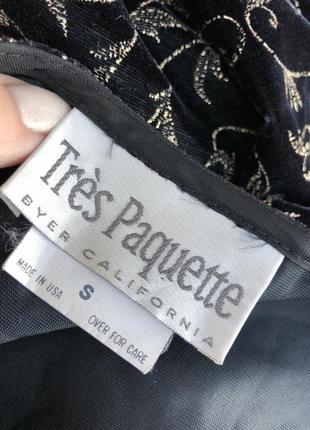 Très Paquette
BYER CALIFORNIA
MADE IN USA
S
OVER FOR CARE